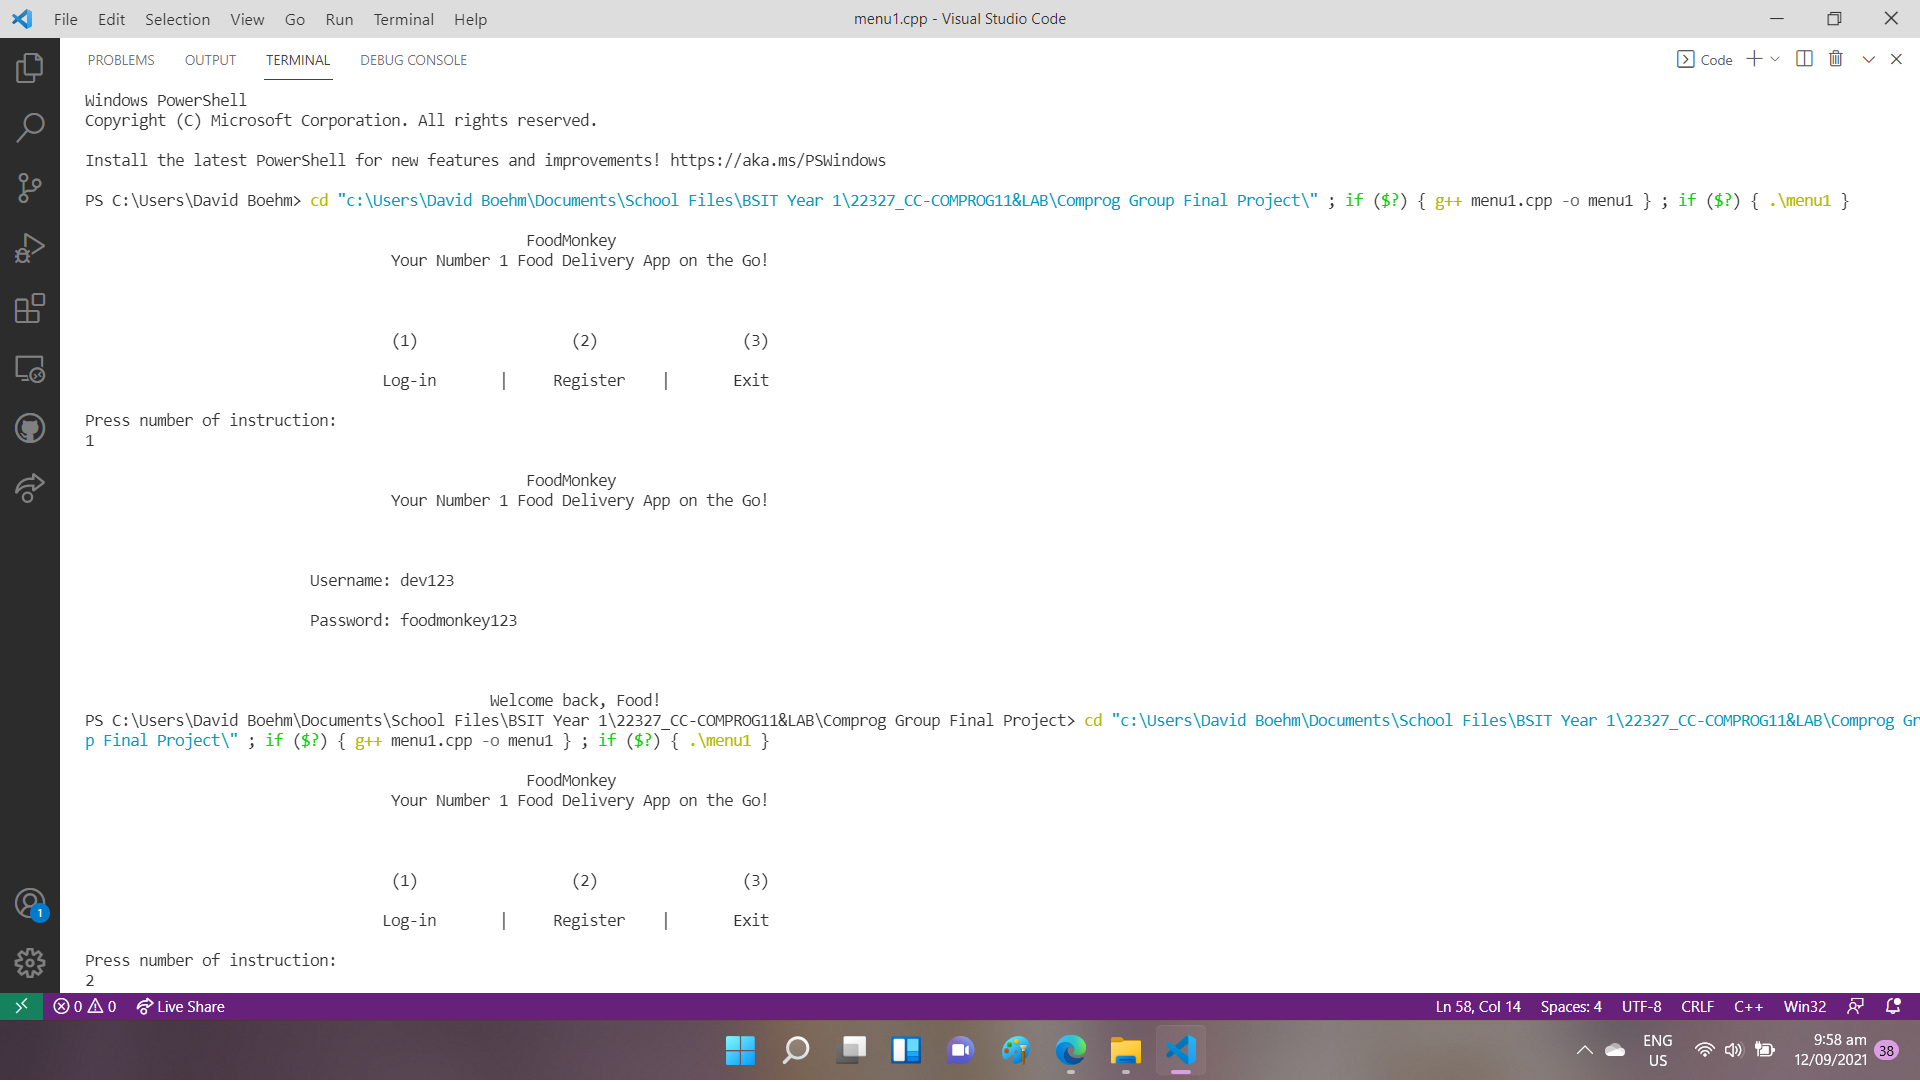 File Edit Selection View Go Run Terminal Help
menu1.cpp - Visual Studio Code
PROBLEMS OUTPUT TERMINAL DEBUG CONSOLE
Code
Windows PowerShell
Copyright (C) Microsoft Corporation. All rights reserved.
Install the latest PowerShell for new features and improvements! https://aka.ms/PSWindows
PS C:\Users\David Boehm> cd "c:\Users\David Boehm\Documents\School Files\BSIT Year 1\22327_CC-COMPROG11&LAB\Comprog Group Final Project\" ; if ($?) { g++ menu1.cpp -o menu1 } ; if ($?) { .\menu1 }
FoodMonkey
Your Number 1 Food Delivery App on the Go!
(1) (2) (3)
Log-in | Register | Exit
Press number of instruction:
1
FoodMonkey
Your Number 1 Food Delivery App on the Go!
Username: dev123
Password: foodmonkey123
Welcome back, Food!
PS C:\Users\David Boehm\Documents\School Files\BSIT Year 1\22327_CC-COMPROG11&LAB\Comprog Group Final Project> cd "c:\Users\David Boehm\Documents\School Files\BSIT Year 1\22327_CC-COMPROG11&LAB\Comprog Gr
p Final Project\" ; if ($?) { g++ menu1.cpp -o menu1 } ; if ($?) { .\menu1 }
FoodMonkey
Your Number 1 Food Delivery App on the Go!
(1) (2) (3)
Log-in | Register | Exit
Press number of instruction:
2
1
0 0 Live Share
Ln 58, Col 14 Spaces: 4 UTF-8 CRLF C++ Win32
ENG
US
9:58 am
12/09/2021
38